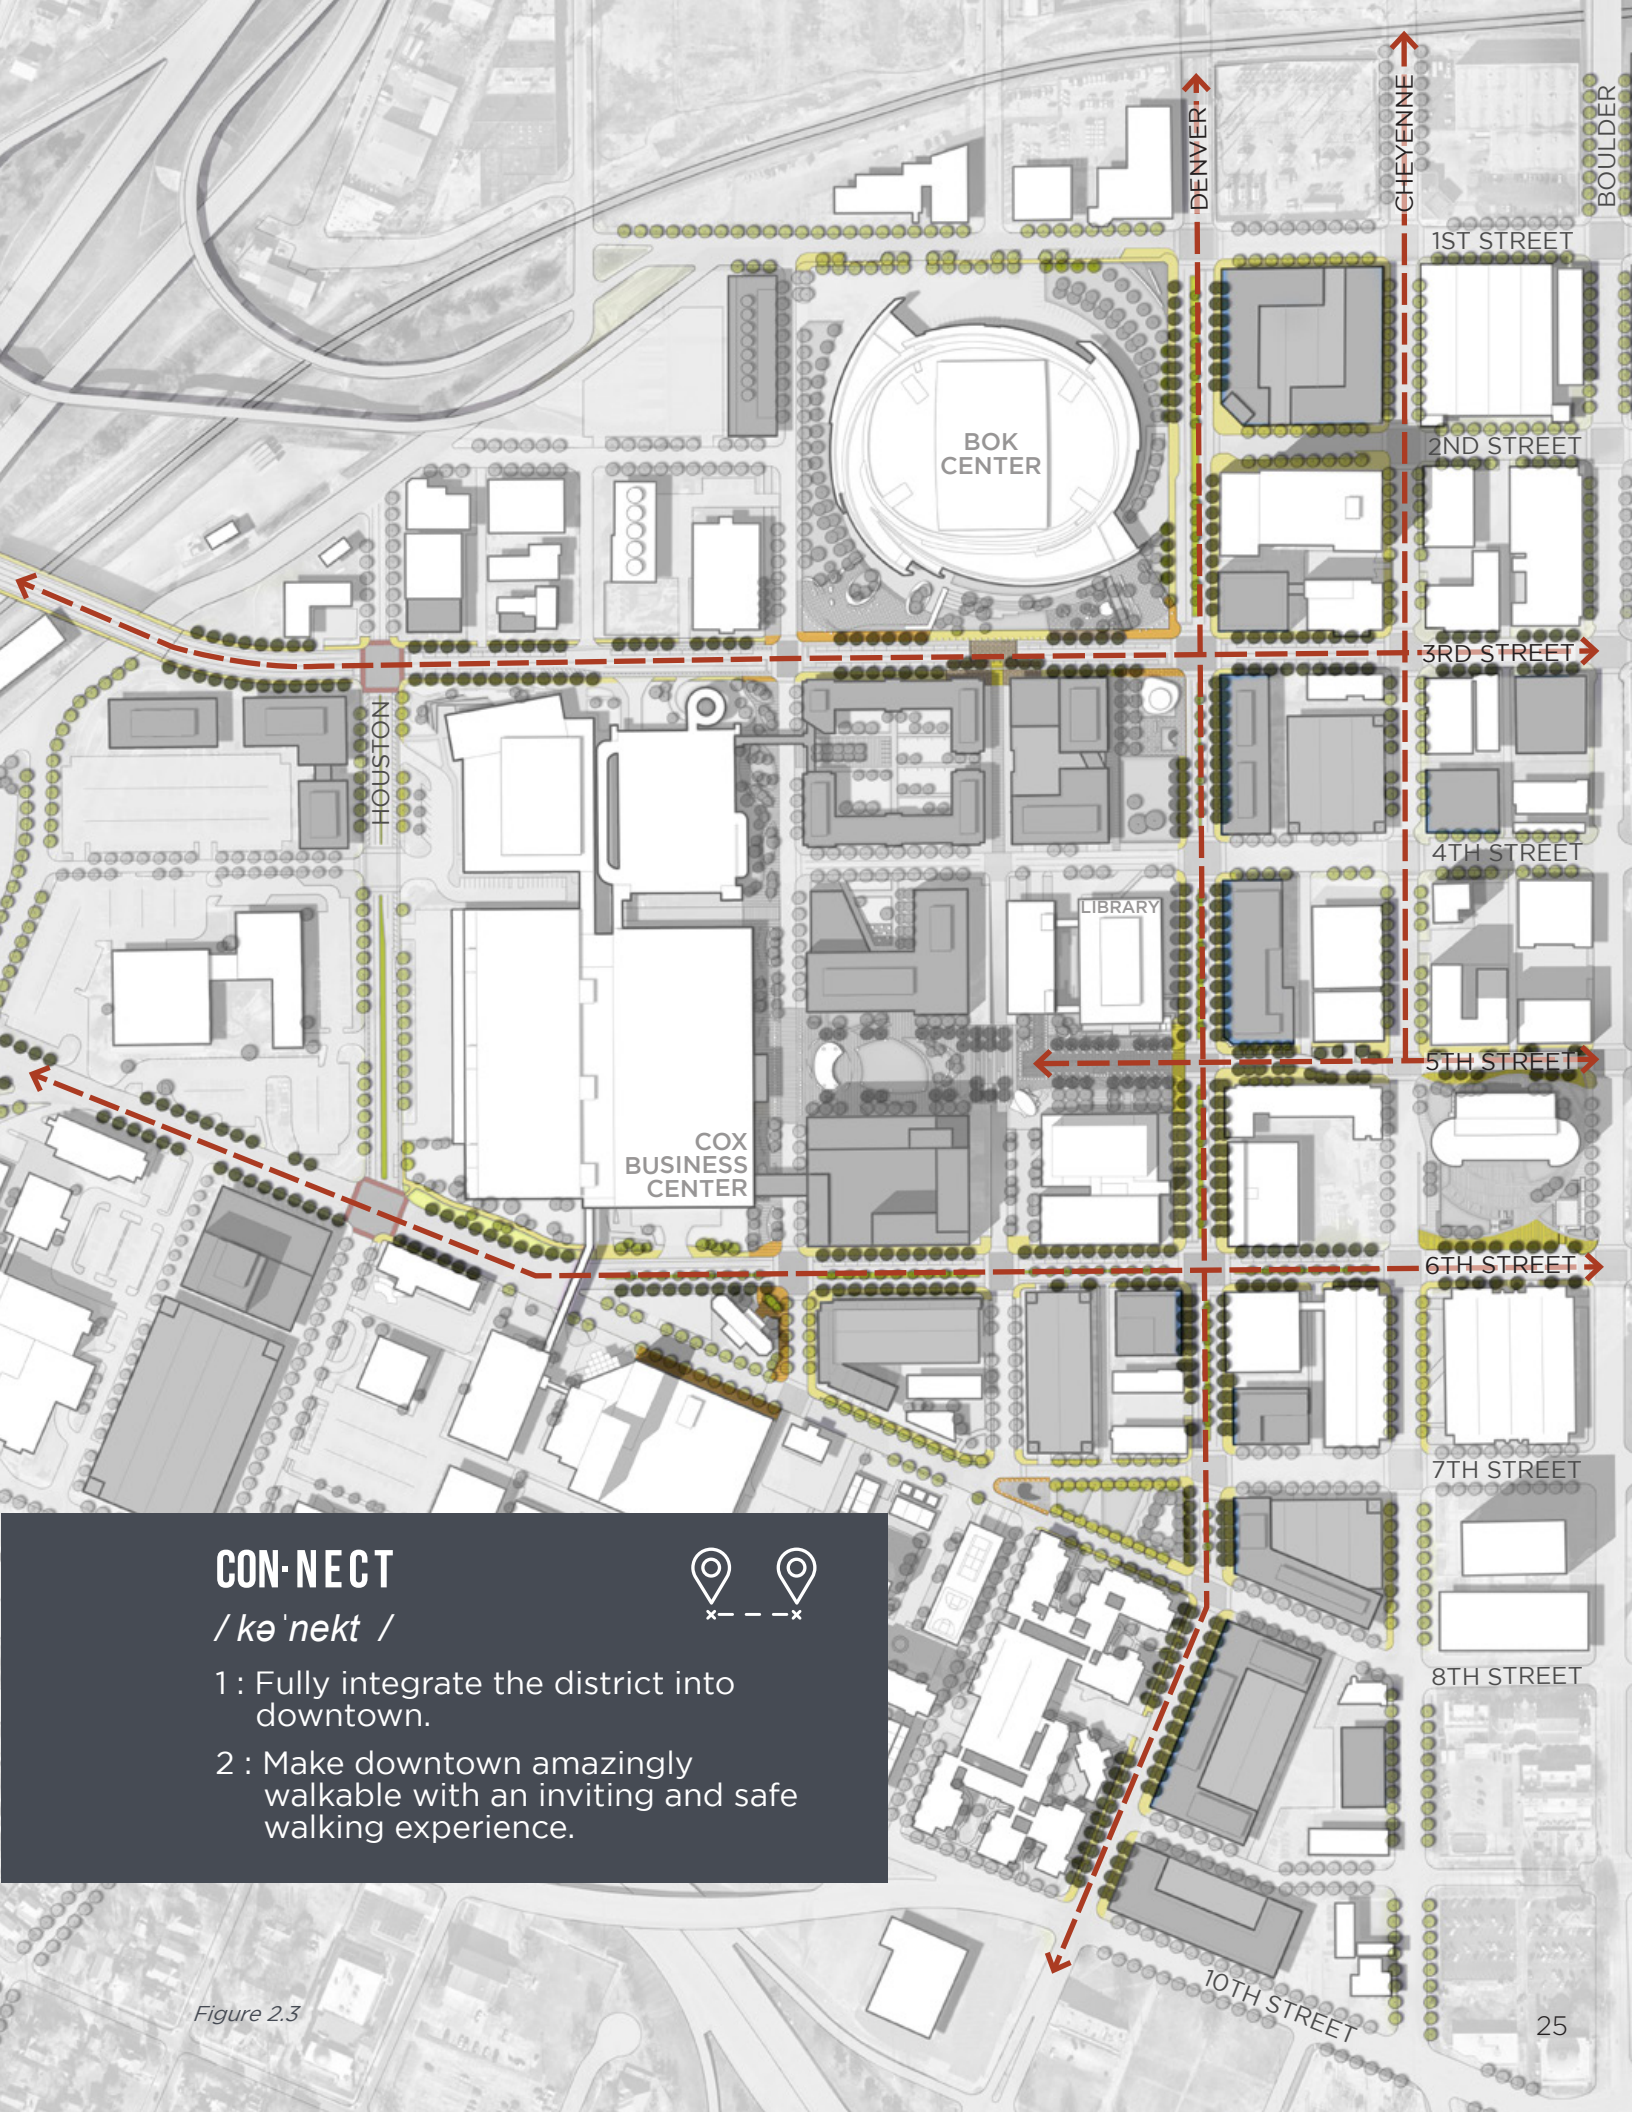 DENVER
CHEYENNE
BOULDER
1ST STREET
2ND STREET
BOK
CENTER
3RD STREET
HOUSTON
4TH STREET
LIBRARY
5TH STREET
COX
BUSINESS
CENTER
6TH STREET
7TH STREET
CON·NECT
/ kəˈnekt /
1 : Fully integrate the district into
downtown.
2 : Make downtown amazingly
walkable with an inviting and safe
walking experience.
8TH STREET
10TH STREET
Figure 2.3
25